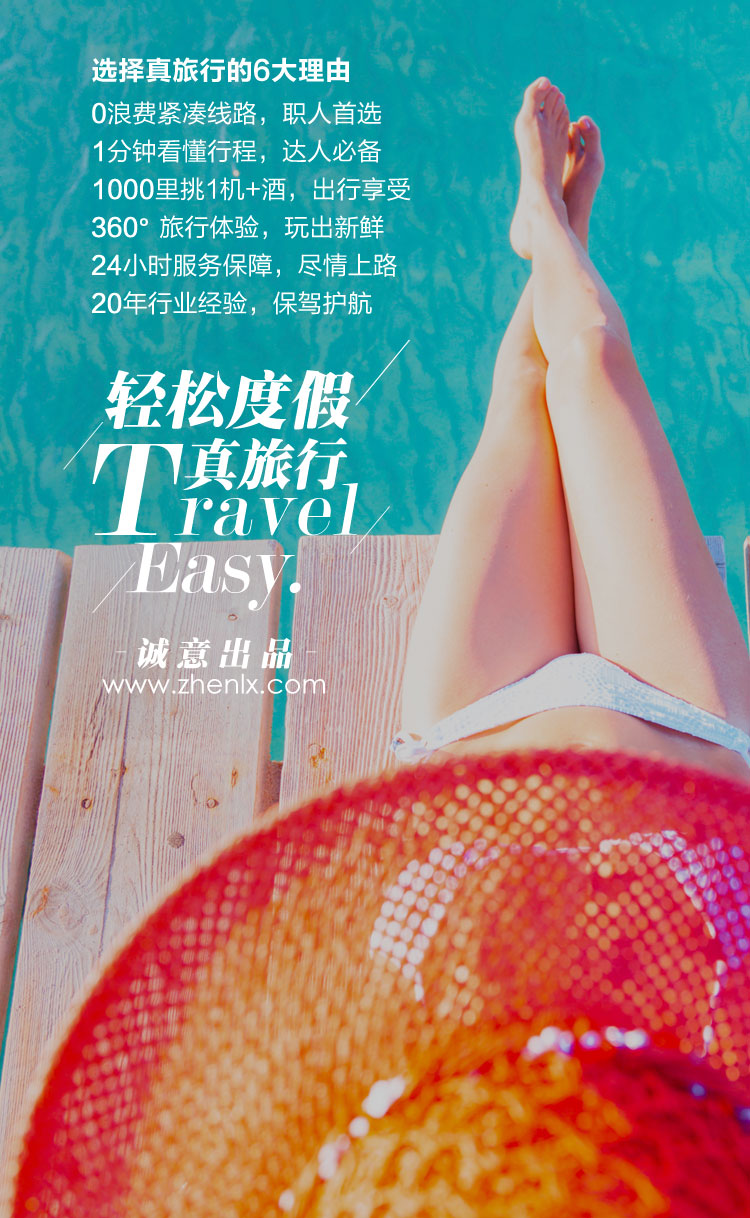 选择真旅行的6大理由
0浪费紧凑线路，职人首选
1分钟看懂行程，达人必备
1000里挑1机+酒，出行享受
360° 旅行体验，玩出新鲜
24小时服务保障，尽情上路
20年行业经验，保驾护航
轻松度假
真旅行
Travel
Easy.
-诚意出品-
www.zhenlx.com